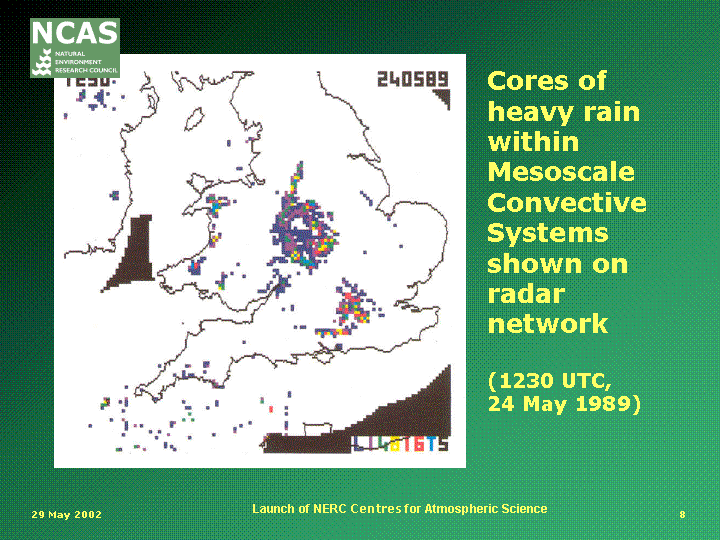 NCAS
NATURAL
ENVIRONMENT
RESEARCH COUNCIL
240589
Cores of
heavy rain
within
Mesoscale
Convective
Systems
shown on
radar
network
(1230 UTC,
24 May 1989)
29 May 2002
Launch of NERC Centres for Atmospheric Science
8